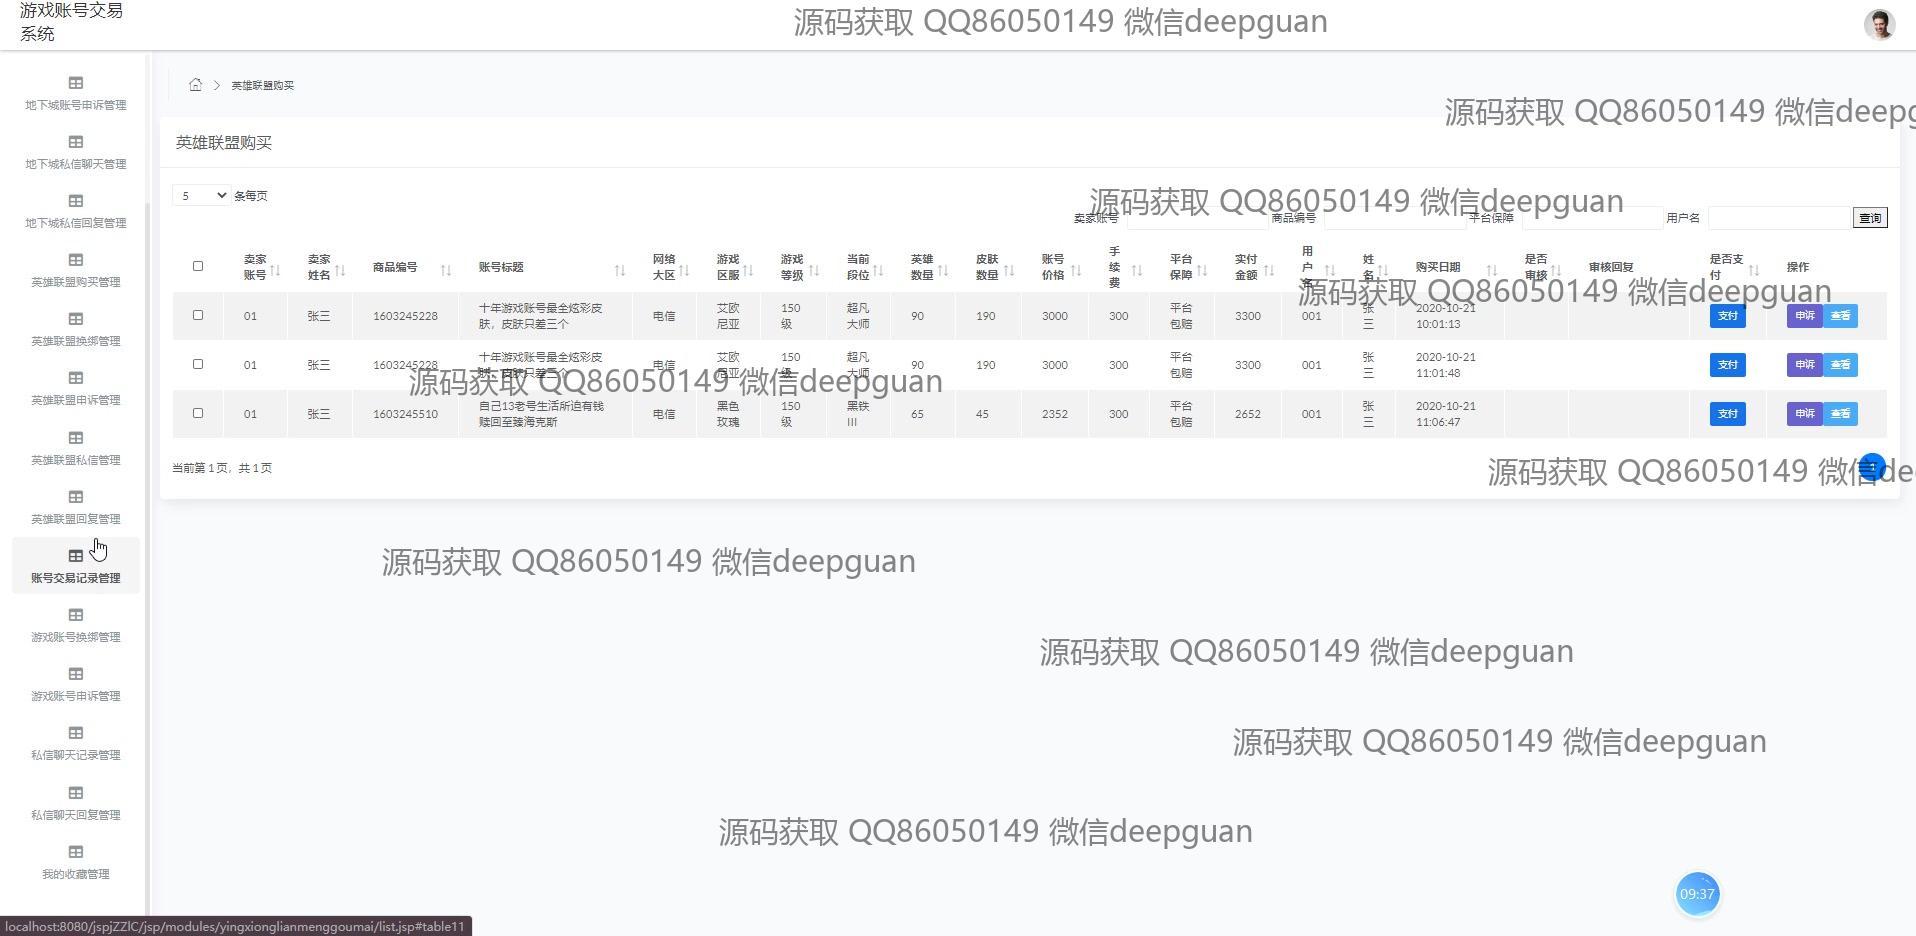 游戏账号交易
系统
源码获取 QQ86050149 微信deepguan
地下城账号申诉管理
地下城私信聊天管理
地下城私信回复管理
英雄联盟购买管理
英雄联盟换绑管理
英雄联盟申诉管理
英雄联盟私信管理
英雄联盟回复管理
账号交易记录管理
游戏账号换绑管理
游戏账号申诉管理
私信聊天记录管理
私信聊天回复管理
我的收藏管理
英雄联盟购买
源码获取 QQ86050149 微信deepg
英雄联盟购买
5 条每页
源码获取 QQ86050149 微信deepguan
卖家账号 商品编号 平台保障 用户名 查询
卖家账号 卖家姓名 商品编号 账号标题 网络大区 游戏区服 游戏等级 当前段位 英雄数量 皮肤数量 账号价格 手续费 平台保障 实付金额 用户名 姓名 购买日期 是否审核 审核回复 是否支付 操作
源码获取 QQ86050149 微信deepguan
01 张三 1603245228 十年游戏账号最全炫彩皮肤，皮肤只差三个 电信 艾欧尼亚 150级 超凡大师 90 190 3000 300 平台包赔 3300 001 张三 2020-10-21 10:01:13 支付 申诉 查看
01 张三 1603245228 十年游戏账号最全炫彩皮肤，皮肤只差三个 电信 艾欧尼亚 150级 超凡大师 90 190 3000 300 平台包赔 3300 001 张三 2020-10-21 11:01:48 支付 申诉 查看
源码获取 QQ86050149 微信deepguan
01 张三 1603245510 自己13老号生活所迫有钱赎回至臻海克斯 电信 黑色玫瑰 150级 黑铁III 65 45 2352 300 平台包赔 2652 001 张三 2020-10-21 11:06:47 支付 申诉 查看
当前第 1 页，共 1 页
1
源码获取 QQ86050149 微信de
源码获取 QQ86050149 微信deepguan
源码获取 QQ86050149 微信deepguan
源码获取 QQ86050149 微信deepguan
源码获取 QQ86050149 微信deepguan
09:37
localhost:8080/jspjZZlC/jsp/modules/yingxionglianmenggoumai/list.jsp#table11